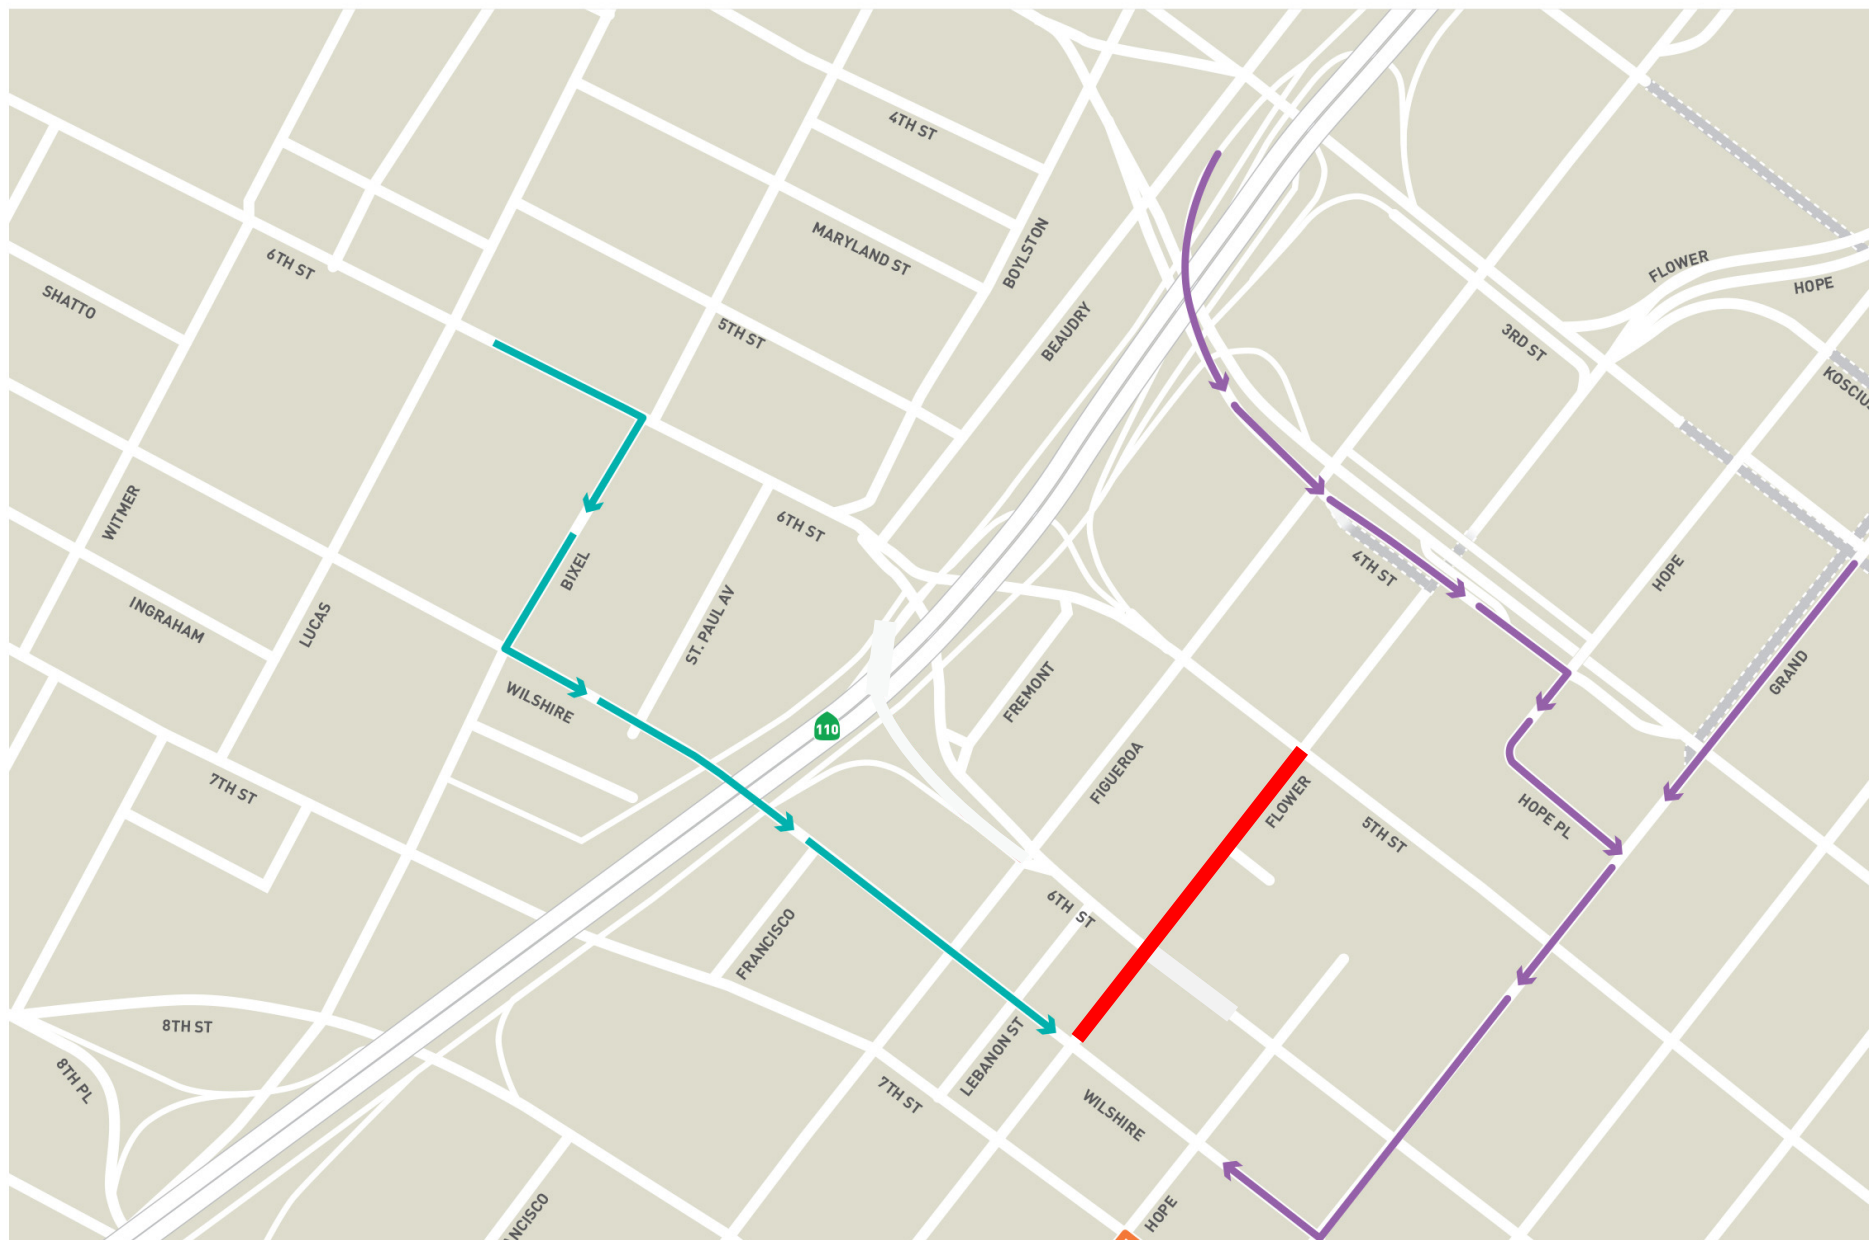 4TH ST
MARYLAND ST
BOYLSTON
FLOWER
HOPE
6TH ST
SHATTO
5TH ST
BEAUDRY
3RD ST
KOSCIUS
WITMER
6TH ST
BIXEL
4TH ST
HOPE
INGRAHAM
LUCAS
ST. PAUL AV
WILSHIRE
FREMONT
GRAND
110
FIGUEROA
7TH ST
FLOWER
5TH ST
HOPE PL
6TH ST
FRANCISCO
8TH ST
8TH PL
LEBANON ST
7TH ST
WILSHIRE
NCISCO
HOPE